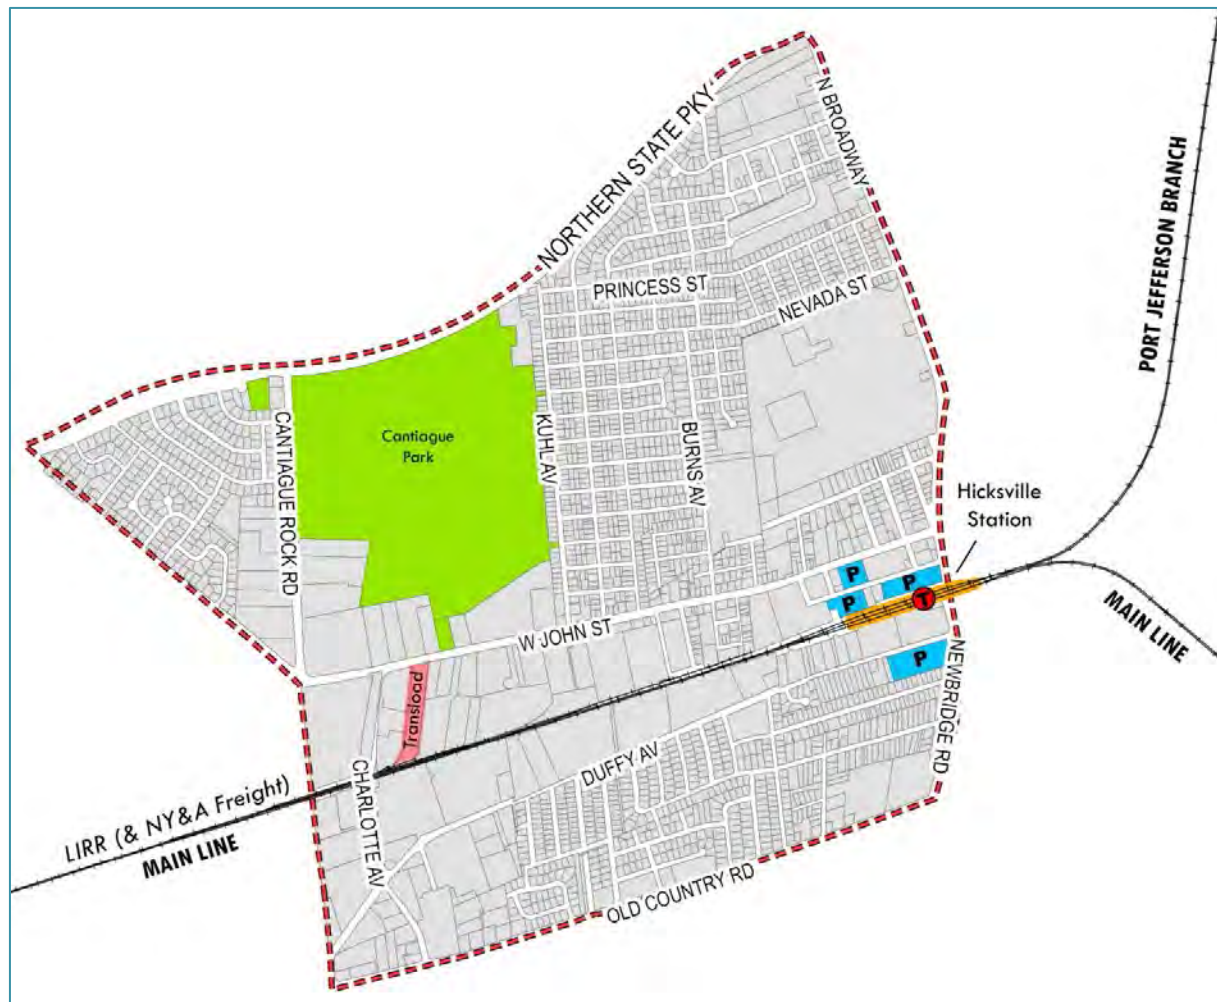 N BROADWAY
NORTHERN STATE PKY
PORT JEFFERSON BRANCH
PRINCESS ST
NEVADA ST
CANTIAGUE ROCK RD
Cantiague
Park
KUHL AV
BURNS AV
Hicksville
Station
P
P
P
T
MAIN LINE
W JOHN ST
P
NEWBRIDGE RD
Transload
DUFFY AV
CHARLOTTE AV
LIRR (& NY&A Freight)
MAIN LINE
OLD COUNTRY RD